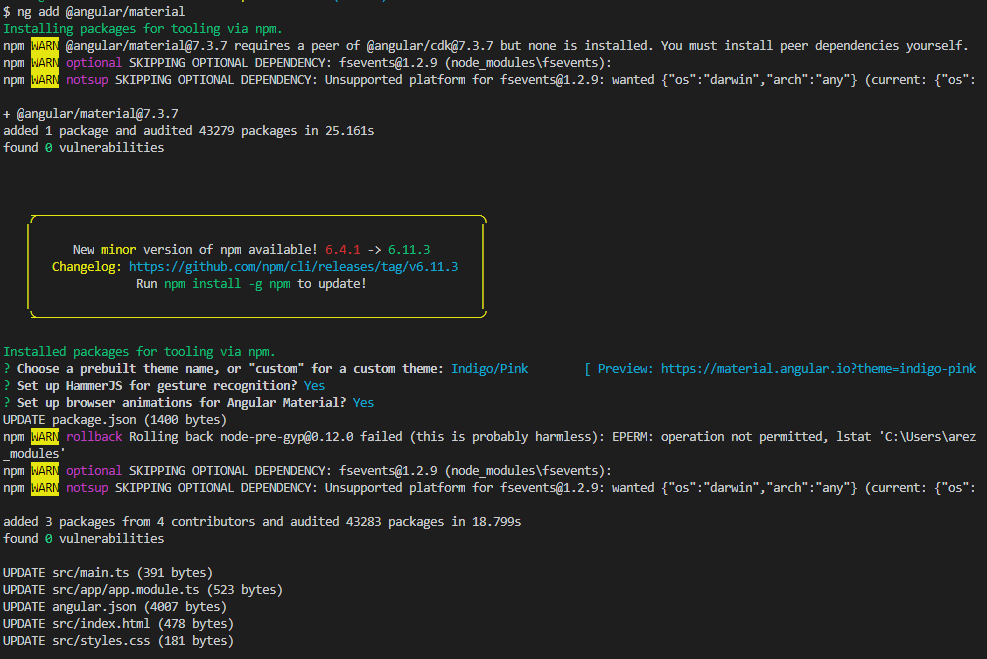 $ ng add @angular/material
Installing packages for tooling via npm.
npm WARN @angular/material@7.3.7 requires a peer of @angular/cdk@7.3.7 but none is installed. You must install peer dependencies yourself.
npm WARN optional SKIPPING OPTIONAL DEPENDENCY: fsevents@1.2.9 (node_modules\fsevents):
npm WARN notsup SKIPPING OPTIONAL DEPENDENCY: Unsupported platform for fsevents@1.2.9: wanted {"os":"darwin","arch":"any"} (current: {"os":
+ @angular/material@7.3.7
added 1 package and audited 43279 packages in 25.161s
found 0 vulnerabilities
New minor version of npm available! 6.4.1 -> 6.11.3
Changelog: https://github.com/npm/cli/releases/tag/v6.11.3
Run npm install -g npm to update!
Installed packages for tooling via npm.
? Choose a prebuilt theme name, or "custom" for a custom theme: Indigo/Pink [ Preview: https://material.angular.io?theme=indigo-pink
? Set up HammerJS for gesture recognition? Yes
? Set up browser animations for Angular Material? Yes
UPDATE package.json (1400 bytes)
npm WARN rollback Rolling back node-pre-gyp@0.12.0 failed (this is probably harmless): EPERM: operation not permitted, lstat 'C:\Users\arez
_modules'
npm WARN optional SKIPPING OPTIONAL DEPENDENCY: fsevents@1.2.9 (node_modules\fsevents):
npm WARN notsup SKIPPING OPTIONAL DEPENDENCY: Unsupported platform for fsevents@1.2.9: wanted {"os":"darwin","arch":"any"} (current: {"os":
added 3 packages from 4 contributors and audited 43283 packages in 18.799s
found 0 vulnerabilities
UPDATE src/main.ts (391 bytes)
UPDATE src/app/app.module.ts (523 bytes)
UPDATE angular.json (4007 bytes)
UPDATE src/index.html (478 bytes)
UPDATE src/styles.css (181 bytes)